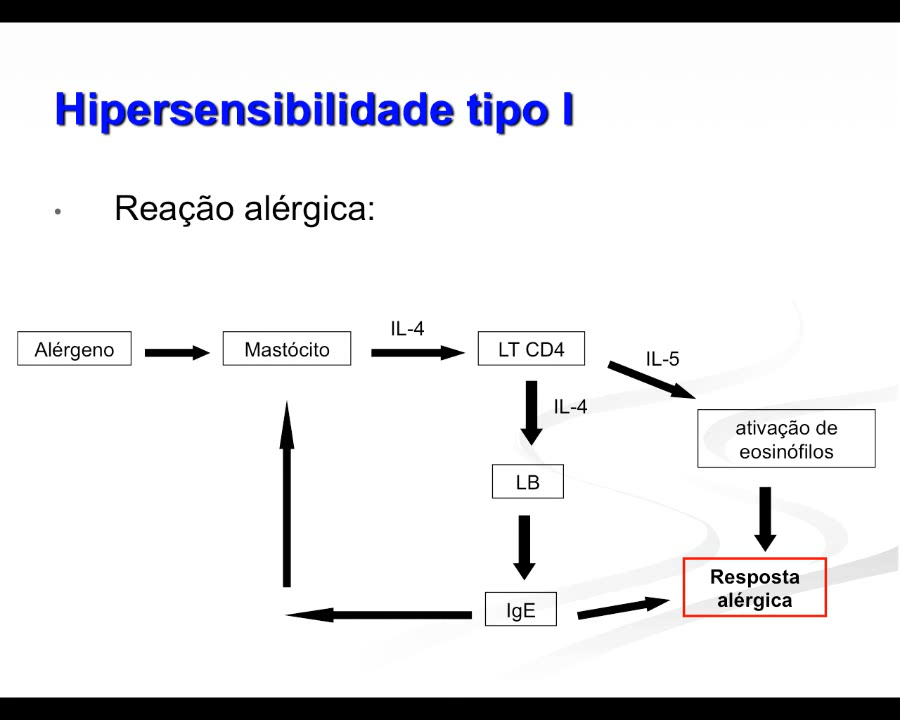 Hipersensibilidade tipo I
• Reação alérgica:
IL-4
Alérgeno
Mastócito
LT CD4
IL-5
IL-4
ativação de
eosinófilos
LB
Resposta
alérgica
IgE